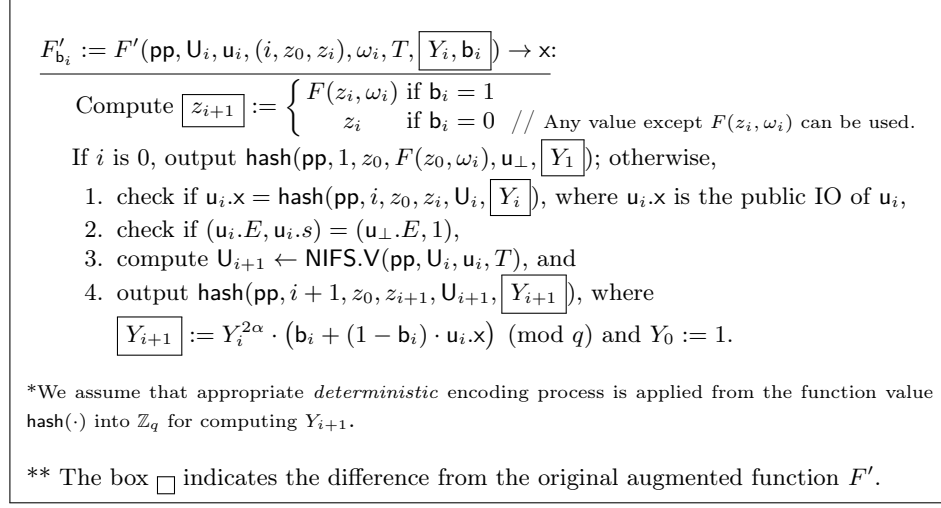 F′_{b_i} := F′(pp, U_i, u_i, (i, z_0, z_i), ω_i, T, Y_i, b_i) → x:
Compute z_{i+1} := { F(z_i, ω_i) if b_i = 1
z_i if b_i = 0 // Any value except F(z_i, ω_i) can be used.
If i is 0, output hash(pp, 1, z_0, F(z_0, ω_i), u_⊥, Y_1); otherwise,
1. check if u_i.x = hash(pp, i, z_0, z_i, U_i, Y_i), where u_i.x is the public IO of u_i,
2. check if (u_i.E, u_i.s) = (u_⊥.E, 1),
3. compute U_{i+1} ← NIFS.V(pp, U_i, u_i, T), and
4. output hash(pp, i + 1, z_0, z_{i+1}, U_{i+1}, Y_{i+1}), where
Y_{i+1} := Y_i^{2α} · (b_i + (1 − b_i) · u_i.x) (mod q) and Y_0 := 1.
*We assume that appropriate deterministic encoding process is applied from the function value
hash(·) into ℤ_q for computing Y_{i+1}.
** The box □ indicates the difference from the original augmented function F′.